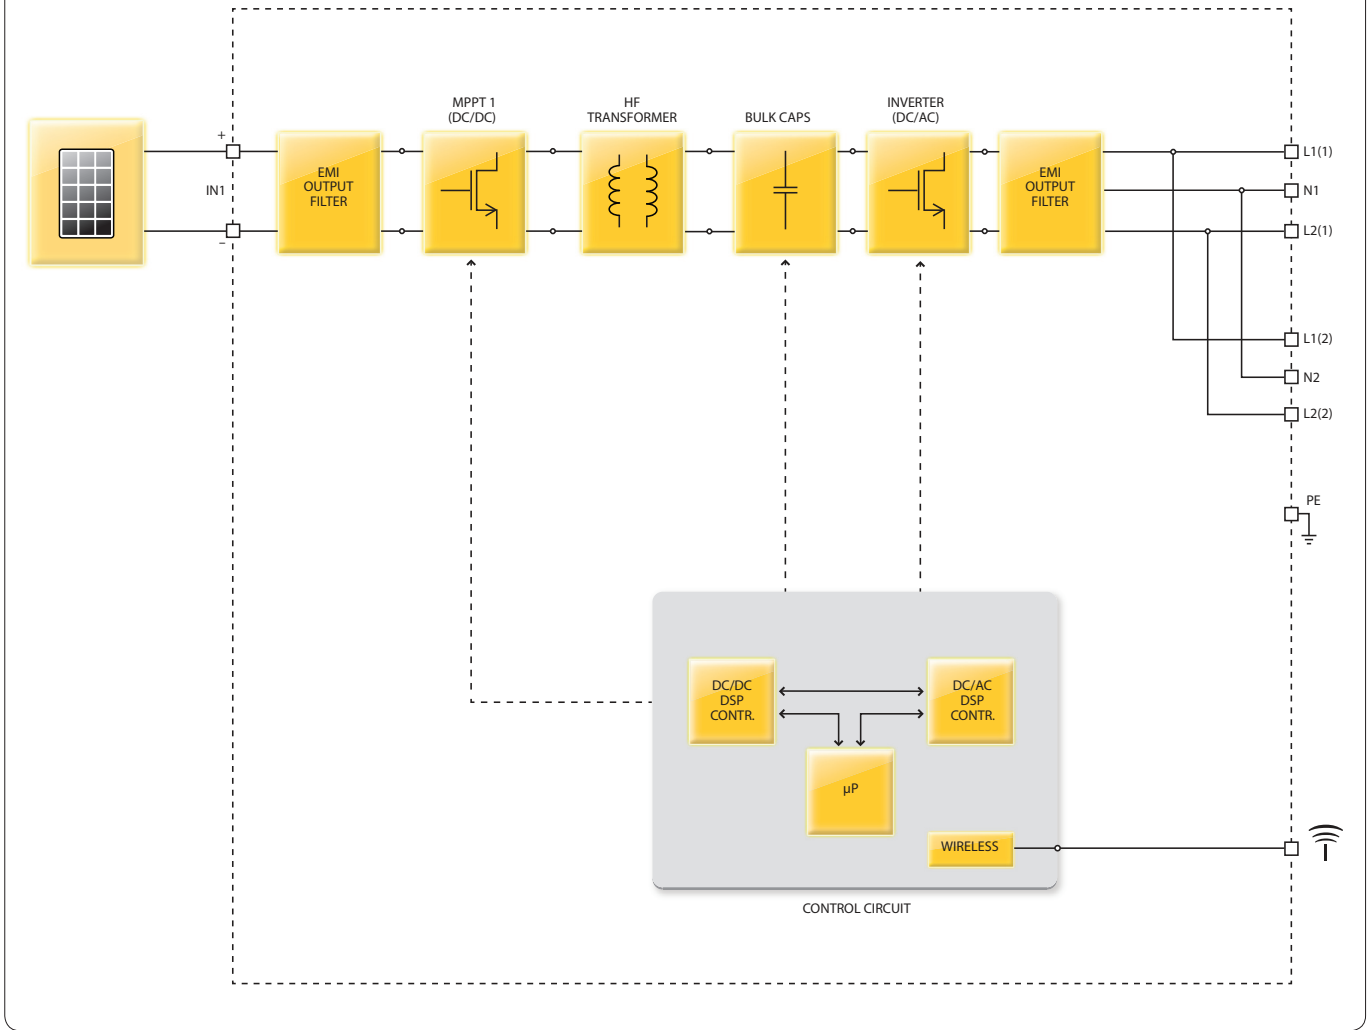 MPPT 1
(DC/DC)
HF
TRANSFORMER
BULK CAPS
INVERTER
(DC/AC)
+
IN1
–
EMI
OUTPUT
FILTER
EMI
OUTPUT
FILTER
L1(1)
N1
L2(1)
L1(2)
N2
L2(2)
PE
DC/DC
DSP
CONTR.
DC/AC
DSP
CONTR.
µP
WIRELESS
CONTROL CIRCUIT